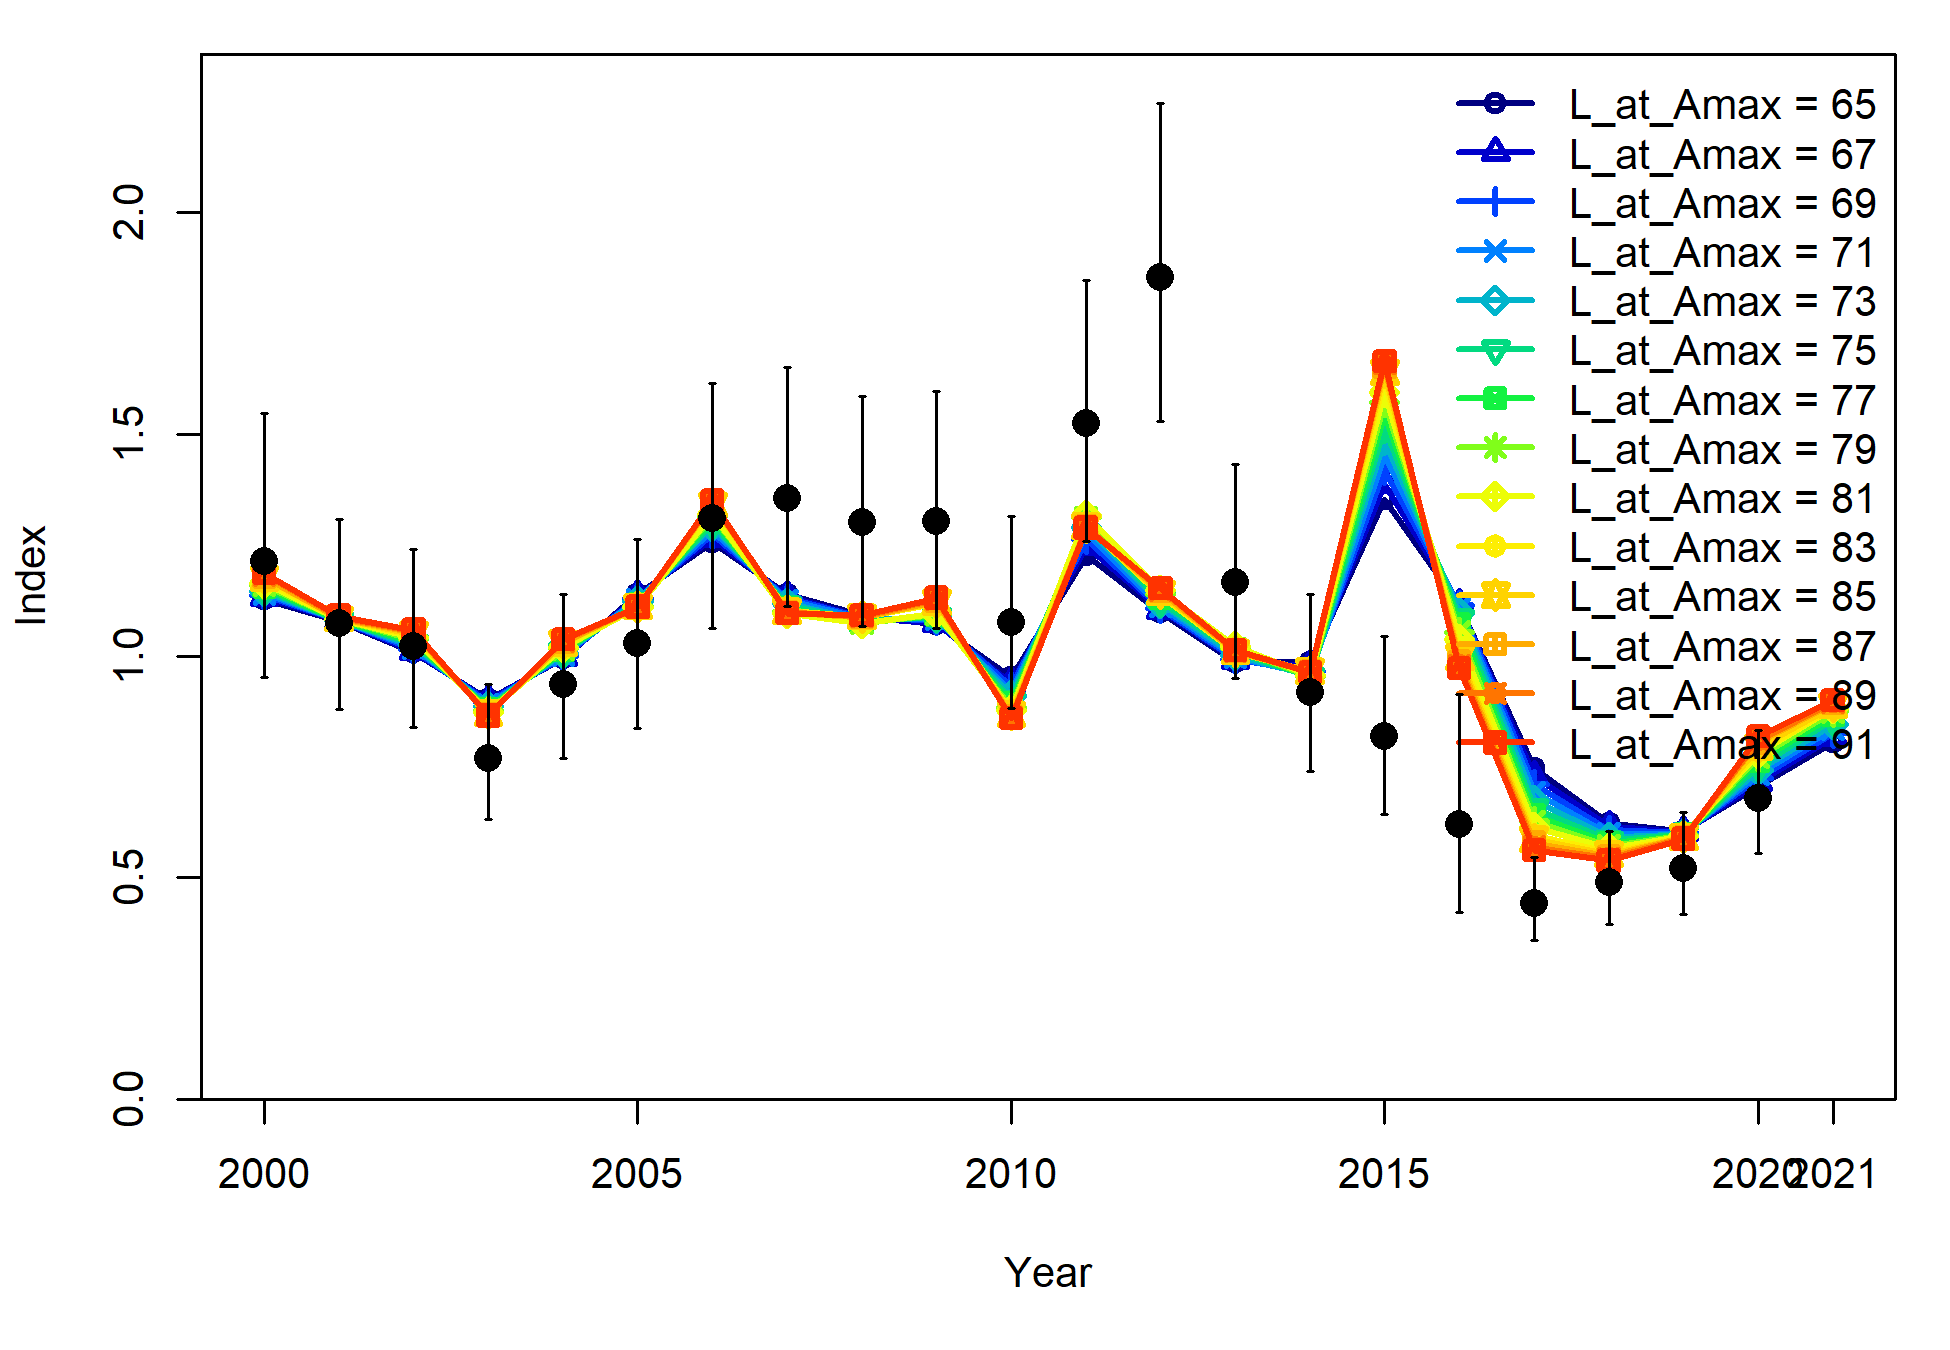 L_at_Amax = 65
L_at_Amax = 67
L_at_Amax = 69
L_at_Amax = 71
L_at_Amax = 73
L_at_Amax = 75
L_at_Amax = 77
L_at_Amax = 79
L_at_Amax = 81
L_at_Amax = 83
L_at_Amax = 85
L_at_Amax = 87
L_at_Amax = 89
L_at_Amax = 91
2.0
1.5
1.0
0.5
0.0
Index
2000 2005 2010 2015 2020 2021
Year